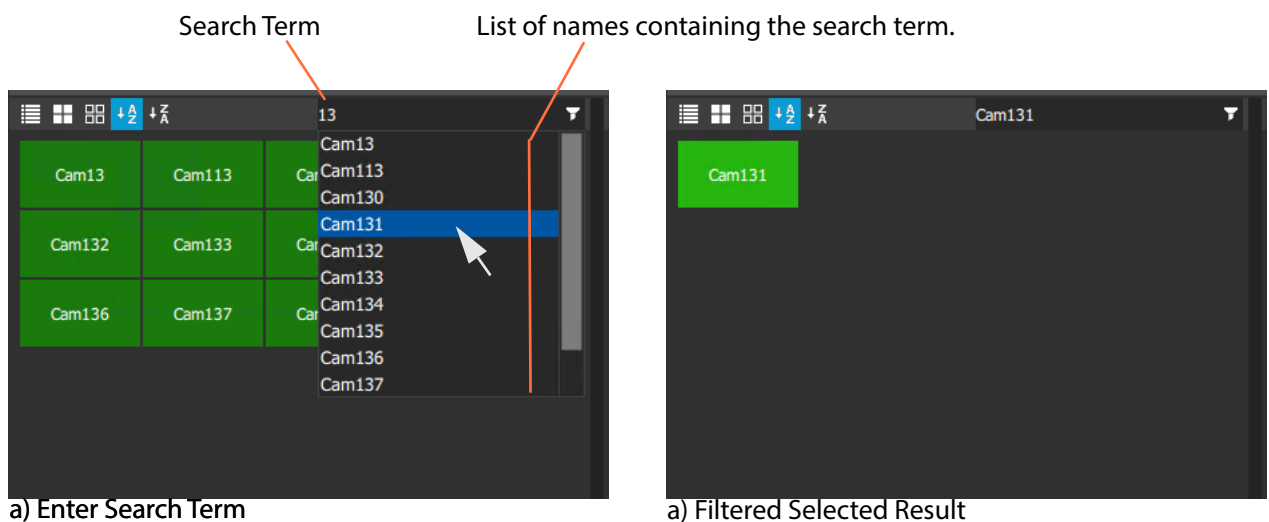 Search Term
List of names containing the search term.
13
Cam13
Cam113
Cam130
Cam131
Cam132
Cam133
Cam134
Cam135
Cam136
Cam137
Cam13 Cam113
Cam132 Cam133
Cam136 Cam137
a) Enter Search Term
Cam131
Cam131
a) Filtered Selected Result